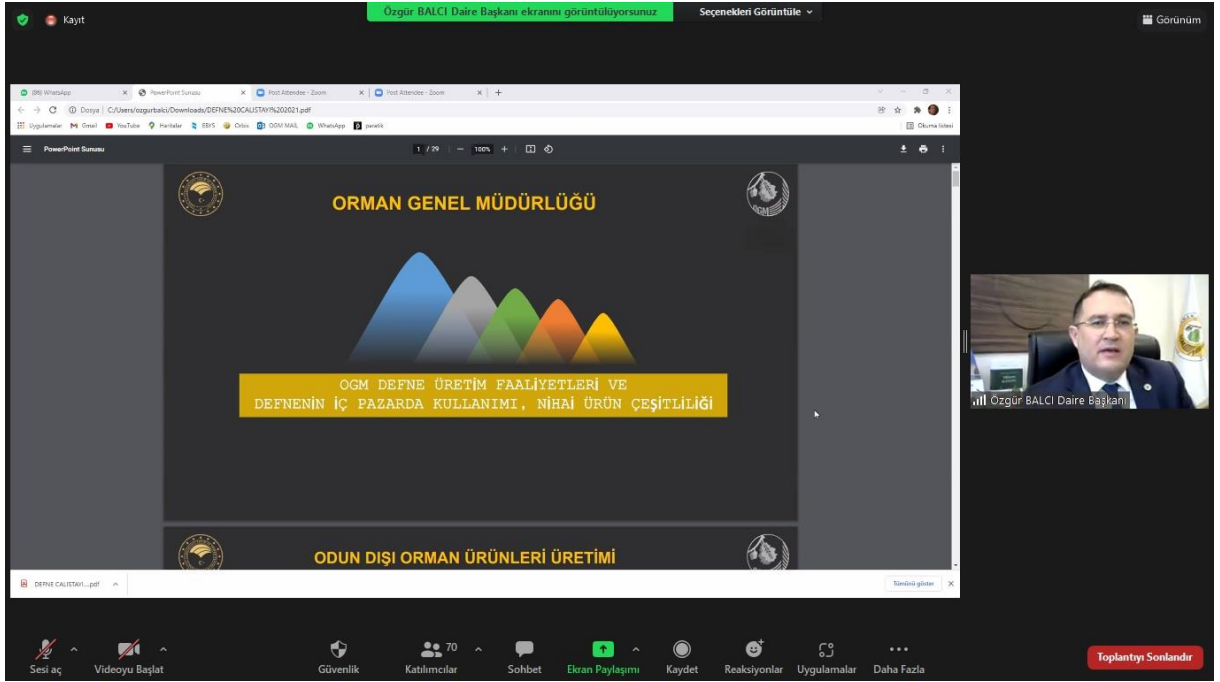 Kayıt
Özgür BALCI Daire Başkanı ekranını görüntülüyorsunuz
Seçenekleri Görüntüle
Görünüm
(86) WhatsApp
PowerPoint Sunusu
Post Attendee - Zoom
Post Attendee - Zoom
Dosya | C:/Users/ozgurbalci/Downloads/DEFNE%20CALISTAYI%202021.pdf
Uygulamalar
Gmail
YouTube
Haritalar
EBYS
Orbis
OGM MAIL
WhatsApp
paratik
Okuma listesi
PowerPoint Sunusu
1 / 29
100%
ORMAN GENEL MÜDÜRLÜĞÜ
OGM
OGM DEFNE ÜRETİM FAALİYETLERİ VE
DEFNENİN İÇ PAZARDA KULLANIMI, NİHAİ ÜRÜN ÇEŞİTLİLİĞİ
ODUN DIŞI ORMAN ÜRÜNLERİ ÜRETİMİ
Özgür BALCI Daire Başkanı
DEFNE CALISTAYI....pdf
Tümünü göster
Sesi aç
Videoyu Başlat
Güvenlik
70
Katılımcılar
Sohbet
Ekran Paylaşımı
Kaydet
Reaksiyonlar
Uygulamalar
Daha Fazla
Toplantıyı Sonlandır